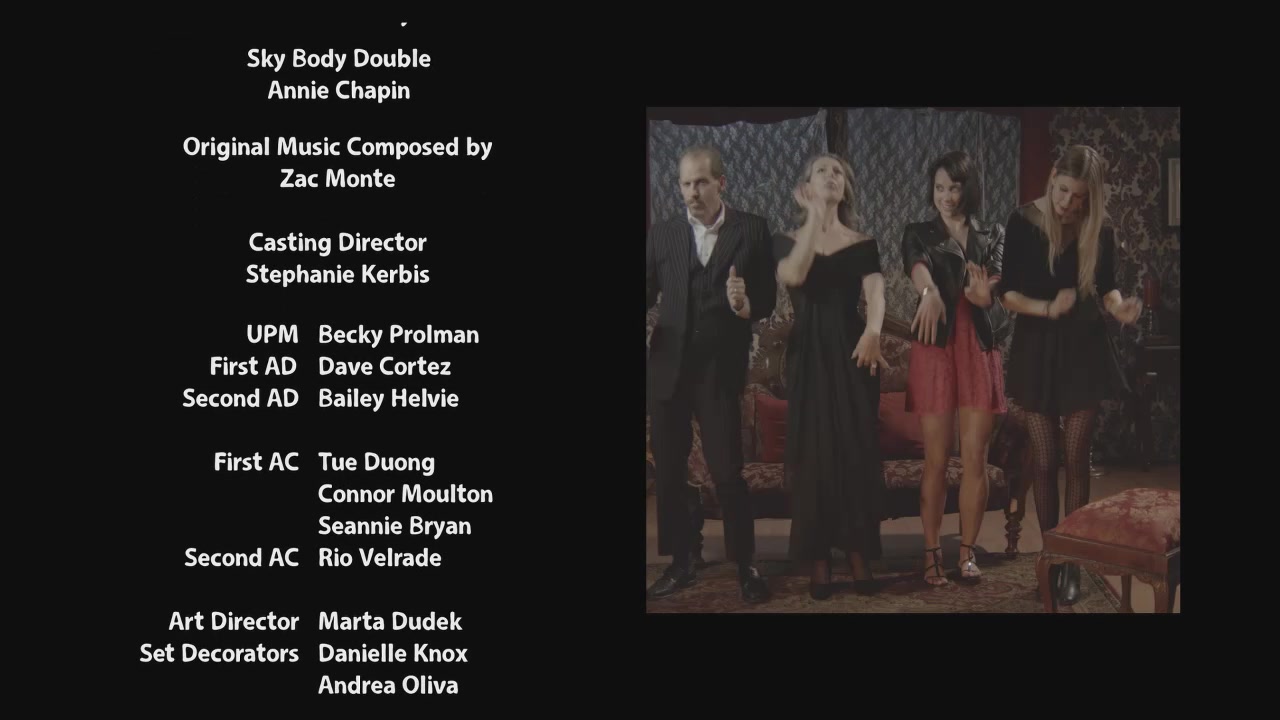 Sky Body Double
Annie Chapin
Original Music Composed by
Zac Monte
Casting Director
Stephanie Kerbis
UPM Becky Prolman
First AD Dave Cortez
Second AD Bailey Helvie
First AC Tue Duong
Connor Moulton
Seannie Bryan
Second AC Rio Velrade
Art Director Marta Dudek
Set Decorators Danielle Knox
Andrea Oliva